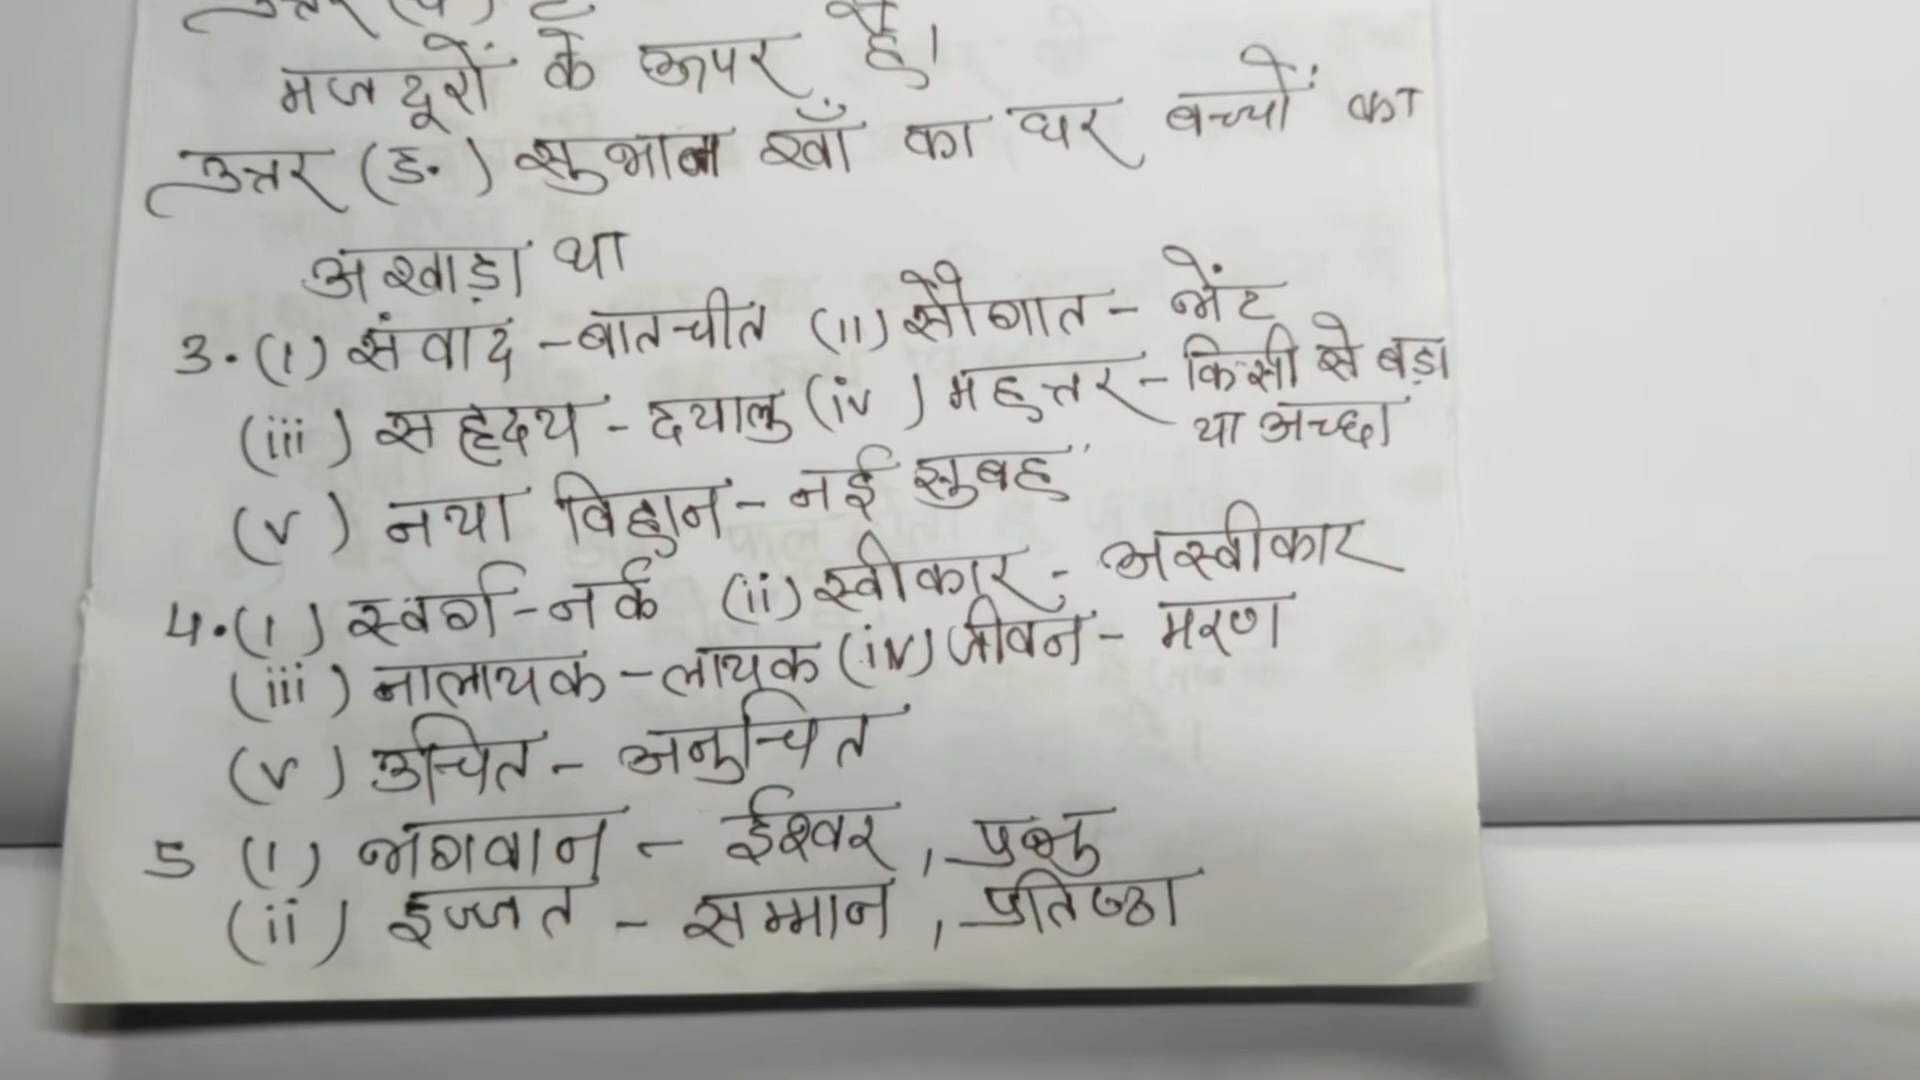 उत्तर
मजदूरों के ऊपर है।
उत्तर (ड.) सुभान खाँ का घर बच्चों का
अखाड़ा था
3. (i) संवाद - बातचीत (ii) सौगात - भेंट
(iii) सहृदय - दयालु (iv) महत्तर - किसी से बड़ा
या अच्छा
(v) नया विहान - नई सुबह
4. (i) स्वर्ग - नर्क (ii) स्वीकार - अस्वीकार
(iii) नालायक - लायक (iv) जीवन - मरण
(v) उचित - अनुचित
5 (i) भगवान - ईश्वर, प्रभु
(ii) इज्जत - सम्मान, प्रतिष्ठा